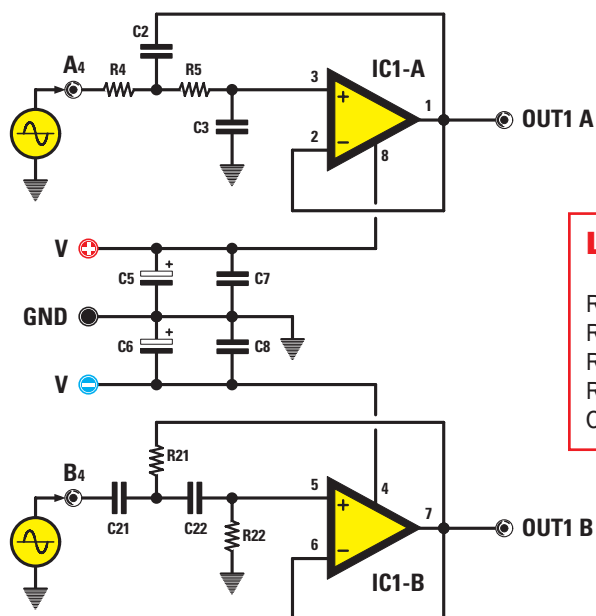 C2
A4
R4
R5
C3
3
+
2
−
IC1-A
1
8
OUT1 A
V
+
C5
+
C7
GND
C6
+
C8
V
−
L
R
R
R
R
C
B4
R21
C21
C22
R22
5
+
6
−
4
7
IC1-B
OUT1 B